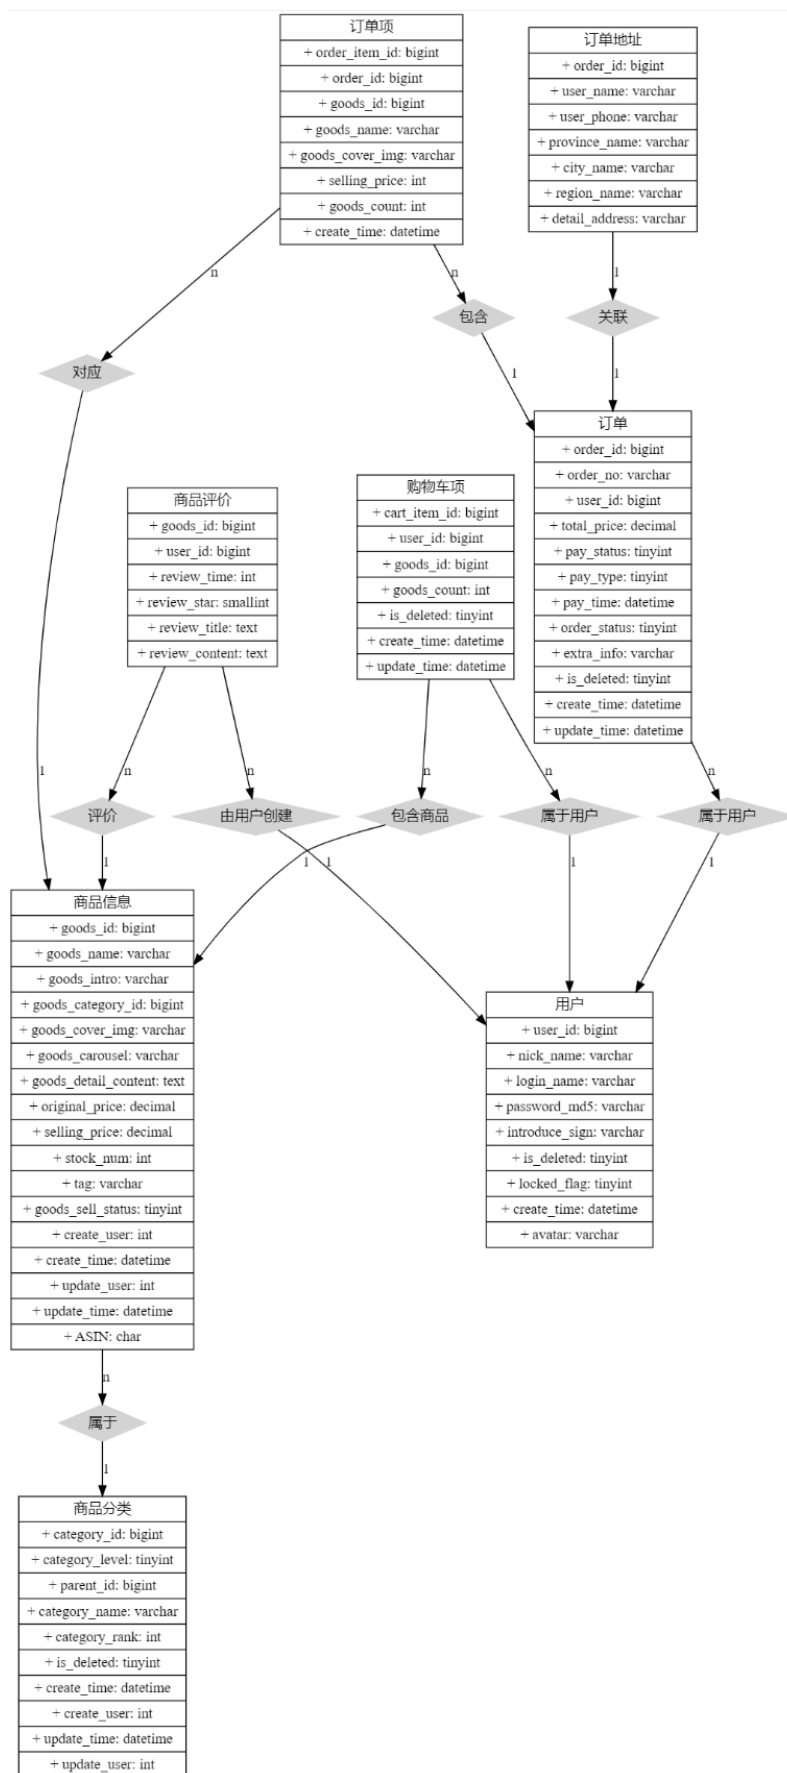 订单项
+ order_item_id: bigint
+ order_id: bigint
+ goods_id: bigint
+ goods_name: varchar
+ goods_cover_img: varchar
+ selling_price: int
+ goods_count: int
+ create_time: datetime
订单地址
+ order_id: bigint
+ user_name: varchar
+ user_phone: varchar
+ province_name: varchar
+ city_name: varchar
+ region_name: varchar
+ detail_address: varchar
n
n
1
包含
关联
对应
1
1
订单
+ order_id: bigint
+ order_no: varchar
+ user_id: bigint
+ total_price: decimal
+ pay_status: tinyint
+ pay_type: tinyint
+ pay_time: datetime
+ order_status: tinyint
+ extra_info: varchar
+ is_deleted: tinyint
+ create_time: datetime
+ update_time: datetime
购物车项
+ cart_item_id: bigint
+ user_id: bigint
+ goods_id: bigint
+ goods_count: int
+ is_deleted: tinyint
+ create_time: datetime
+ update_time: datetime
商品评价
+ goods_id: bigint
+ user_id: bigint
+ review_time: int
+ review_star: smallint
+ review_title: text
+ review_content: text
1
n
n
n
n
n
评价
由用户创建
包含商品
属于用户
属于用户
1
1
1
1
1
商品信息
+ goods_id: bigint
+ goods_name: varchar
+ goods_intro: varchar
+ goods_category_id: bigint
+ goods_cover_img: varchar
+ goods_carousel: varchar
+ goods_detail_content: text
+ original_price: decimal
+ selling_price: decimal
+ stock_num: int
+ tag: varchar
+ goods_sell_status: tinyint
+ create_user: int
+ create_time: datetime
+ update_user: int
+ update_time: datetime
+ ASIN: char
用户
+ user_id: bigint
+ nick_name: varchar
+ login_name: varchar
+ password_md5: varchar
+ introduce_sign: varchar
+ is_deleted: tinyint
+ locked_flag: tinyint
+ create_time: datetime
+ avatar: varchar
n
属于
1
商品分类
+ category_id: bigint
+ category_level: tinyint
+ parent_id: bigint
+ category_name: varchar
+ category_rank: int
+ is_deleted: tinyint
+ create_time: datetime
+ create_user: int
+ update_time: datetime
+ update_user: int